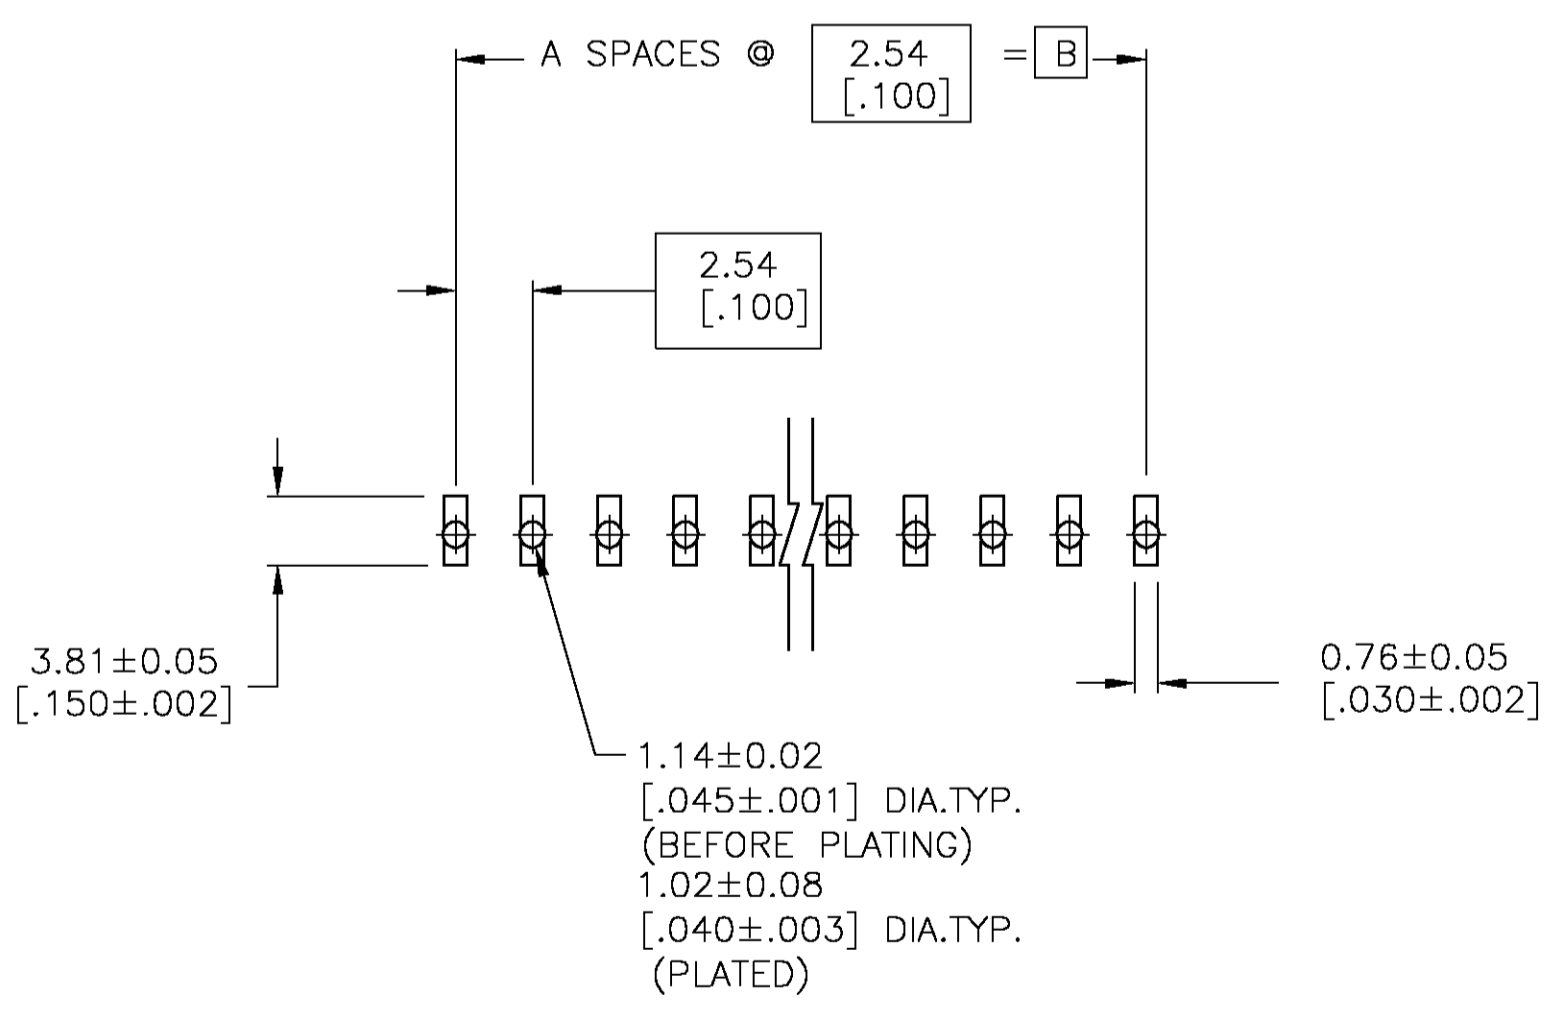 A SPACES @ 2.54 = B
[.100]
2.54
[.100]
3.81±0.05
[.150±.002]
0.76±0.05
[.030±.002]
1.14±0.02
[.045±.001] DIA.TYP.
(BEFORE PLATING)
1.02±0.08
[.040±.003] DIA.TYP.
(PLATED)